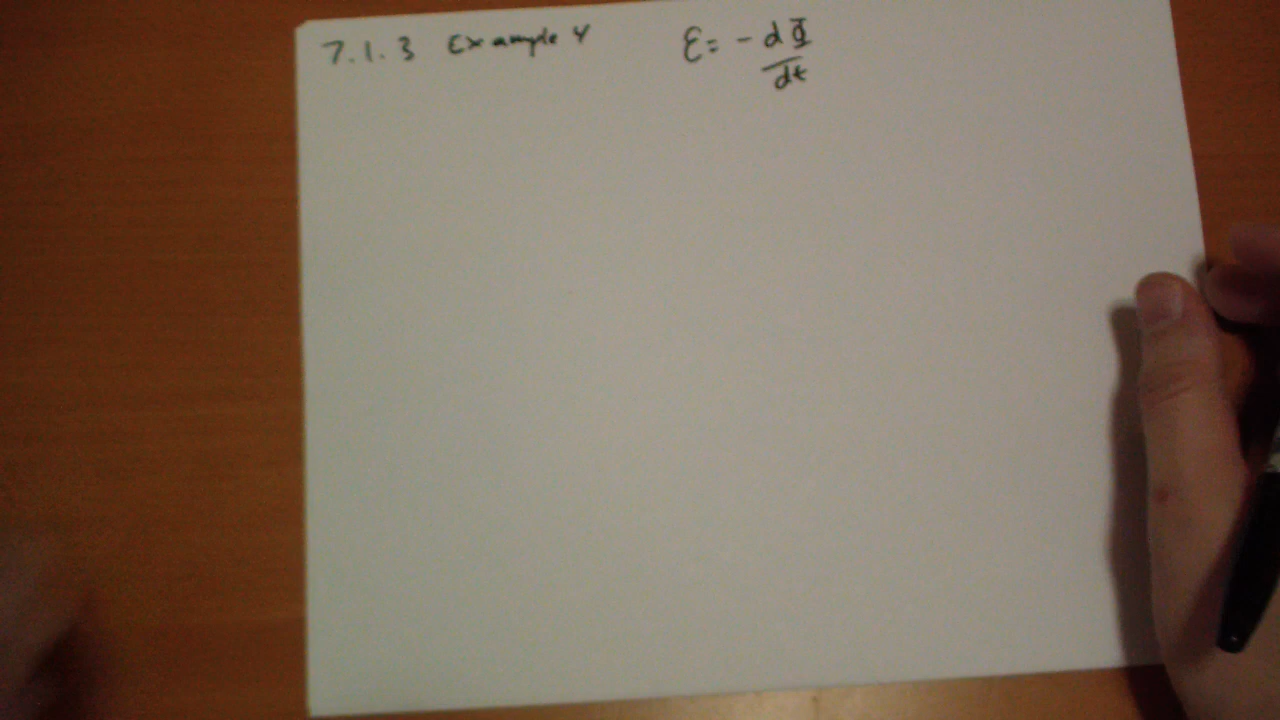 7.1.3 Example 4 ℰ = - dΦ
dt